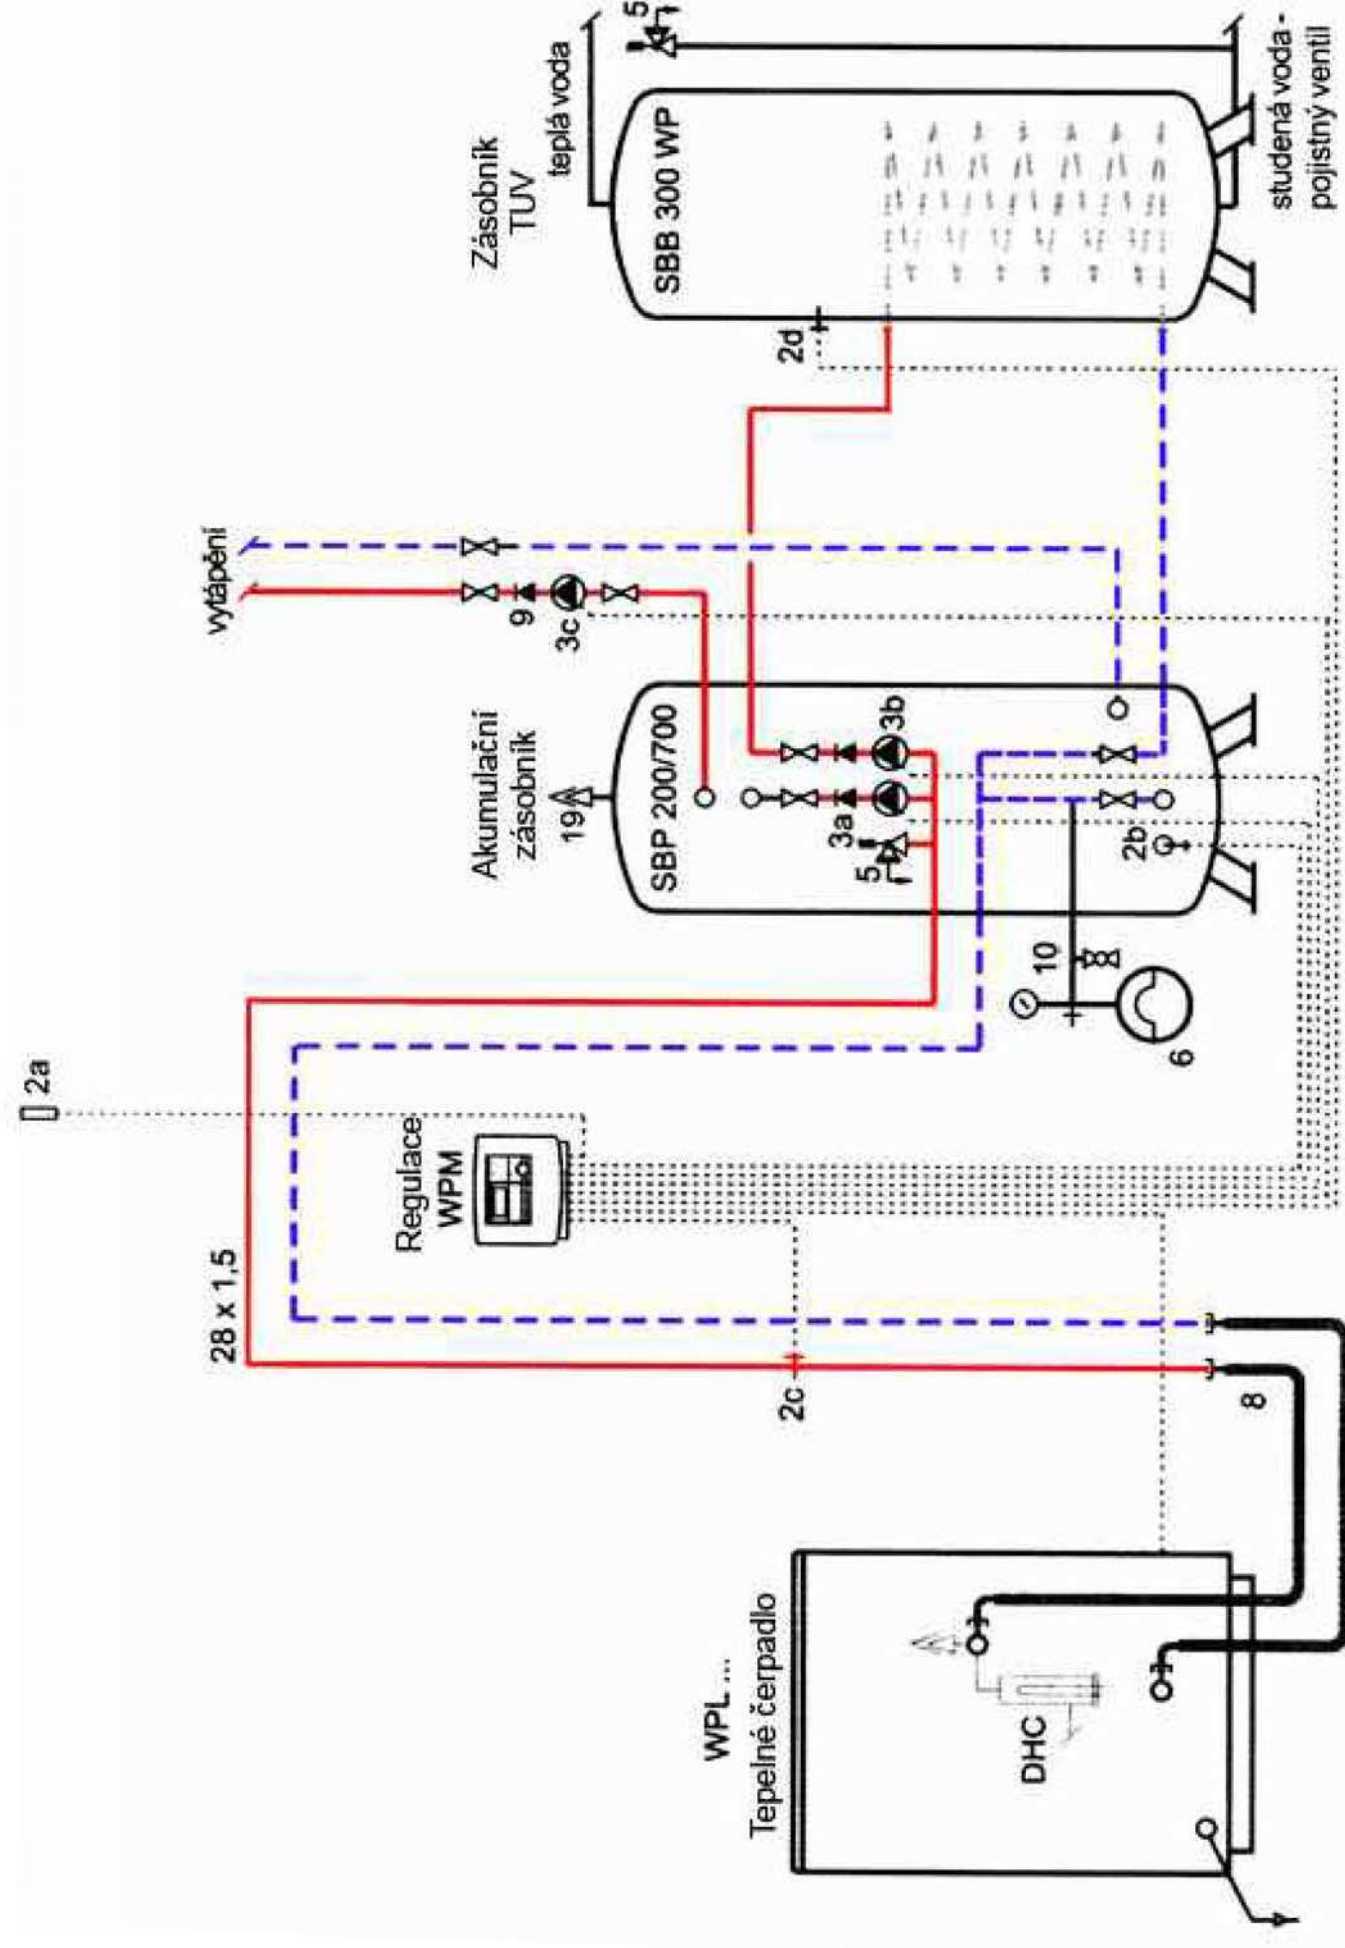 2a
28 x 1,5
vytápění
Regulace
WPM
2c
WPL ...
Tepelné čerpadlo
DHC
8
Akumulační
zásobník
19
SBP 200/700
9
3c
3a
3b
5
2b
10
6
Zásobník
TUV
teplá voda
5
SBB 300 WP
2d
studená voda -
pojistný ventil